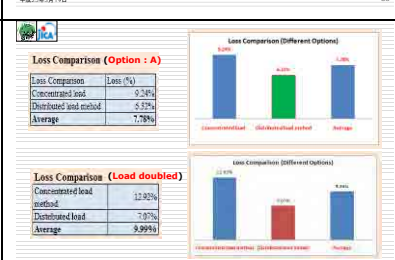 JICA
Loss Comparison (Option : A)
Loss Comparison Loss (%)
Concentrated load 9.24%
Distributed load method 6.32%
Average 7.78%
Loss Comparison (Different Options)
Concentrated load Distributed load method Average
Loss Comparison (Load doubled)
Concentrated load
method 12.92%
Distributed load 7.07%
Average 9.99%
Loss Comparison (Different Options)
Average